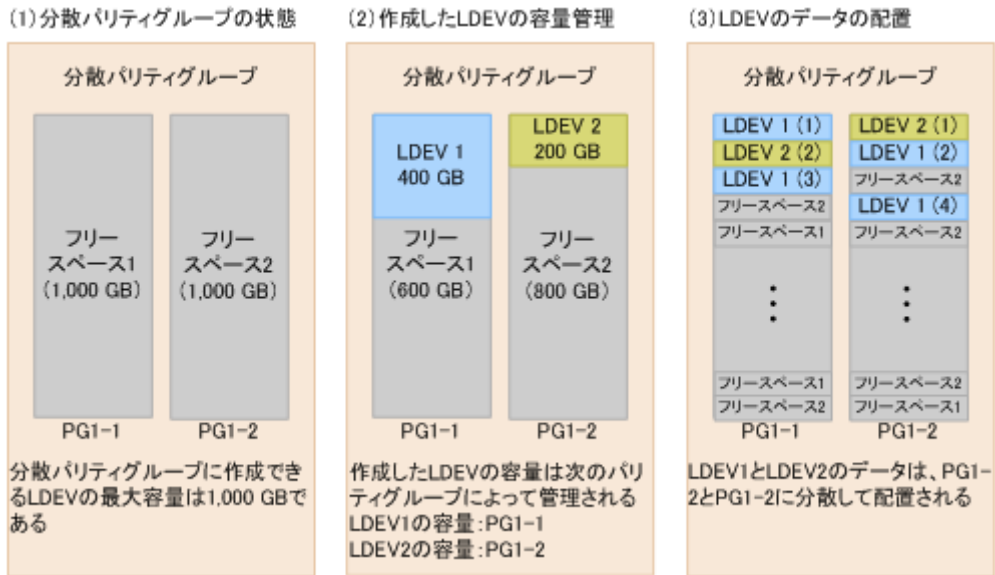 (1)分散パリティグループの状態
分散パリティグループ
フリー
スペース1
(1,000 GB)
フリー
スペース2
(1,000 GB)
PG1-1
PG1-2
分散パリティグループに作成でき
るLDEVの最大容量は1,000 GBで
ある
(2)作成したLDEVの容量管理
分散パリティグループ
LDEV 1
400 GB
フリー
スペース1
(600 GB)
LDEV 2
200 GB
フリー
スペース2
(800 GB)
PG1-1
PG1-2
作成したLDEVの容量は次のパリ
ティグループによって管理される
LDEV1の容量:PG1-1
LDEV2の容量:PG1-2
(3)LDEVのデータの配置
分散パリティグループ
LDEV 1 (1)
LDEV 2 (2)
LDEV 1 (3)
フリースペース2
フリースペース1
フリースペース1
フリースペース2
PG1-1
LDEV 2 (1)
LDEV 1 (2)
フリースペース2
LDEV 1 (4)
フリースペース2
フリースペース2
フリースペース1
PG1-2
LDEV1とLDEV2のデータは、PG1-
2とPG1-2に分散して配置される